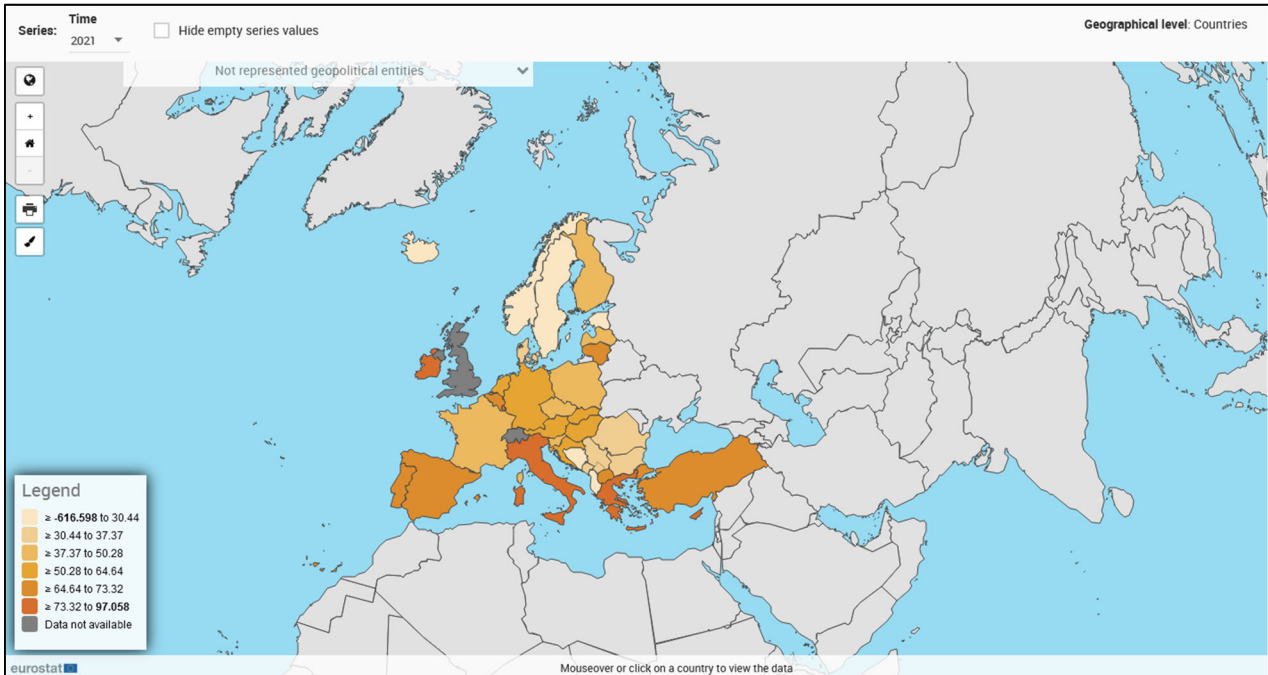 Series:
Time
2021
Hide empty series values
Geographical level: Countries
Not represented geopolitical entities
+
-
Legend
≥ -616.598 to 30.44
≥ 30.44 to 37.37
≥ 37.37 to 50.28
≥ 50.28 to 64.64
≥ 64.64 to 73.32
≥ 73.32 to 97.058
Data not available
eurostat
Mouseover or click on a country to view the data